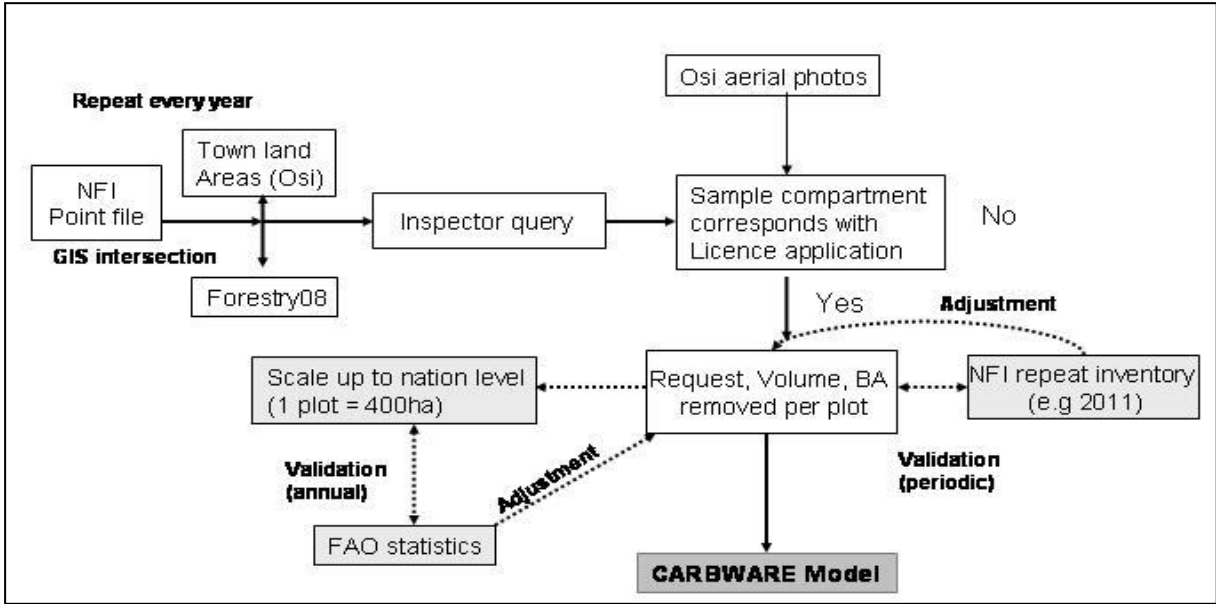 Osi aerial photos
Repeat every year
Town land
Areas (Osi)
NFI
Point file
Inspector query
Sample compartment
corresponds with
Licence application
No
GIS intersection
Forestry08
Yes
Adjustment
Scale up to nation level
(1 plot = 400ha)
Request, Volume, BA
removed per plot
NFI repeat inventory
(e.g 2011)
Validation
(annual)
Adjustment
Validation
(periodic)
FAO statistics
CARBWARE Model